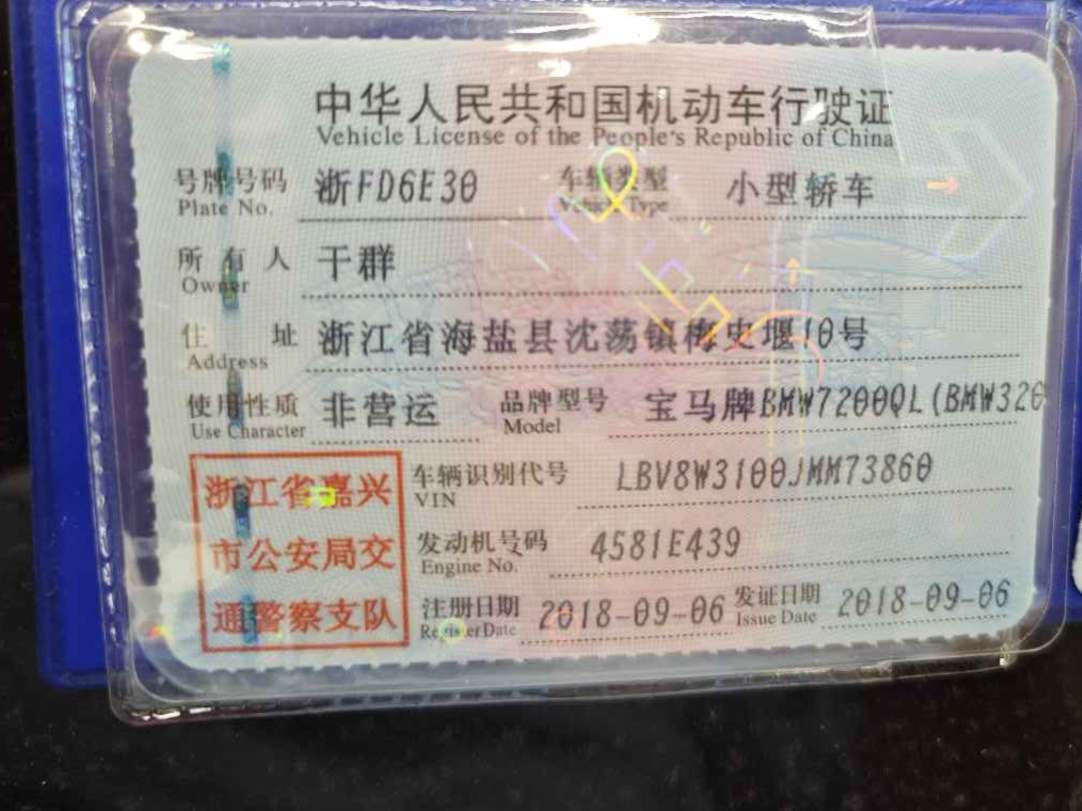 中华人民共和国机动车行驶证
Vehicle License of the People's Republic of China
号牌号码 浙FD6E30 车辆类型 小型轿车
Plate No. Vehicle Type
所有人 干群
Owner
住址 浙江省海盐县沈荡镇梅史堰10号
Address
使用性质 非营运 品牌型号 宝马牌BMW7200QL(BMW320
Use Character Model
浙江省嘉兴
市公安局交
通警察支队
车辆识别代号 LBV8W3100JMM73860
VIN
发动机号码 4581E439
Engine No.
注册日期 2018-09-06 发证日期 2018-09-06
Register Date Issue Date